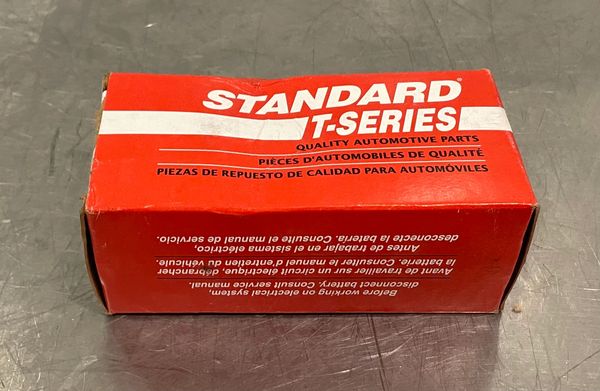 STANDARD®
T-SERIES
QUALITY AUTOMOTIVE PARTS
PIÈCES D'AUTOMOBILES DE QUALITÉ
PIEZAS DE REPUESTO DE CALIDAD PARA AUTOMÓVILES
Before working on electrical system,
disconnect battery. Consult service manual.
Avant de travailler sur un circuit électrique, débrancher
la batterie. Consulter le manuel d'entretien du véhicule.
Antes de trabajar en el sistema eléctrico,
desconecte la batería. Consulte el manual de servicio.